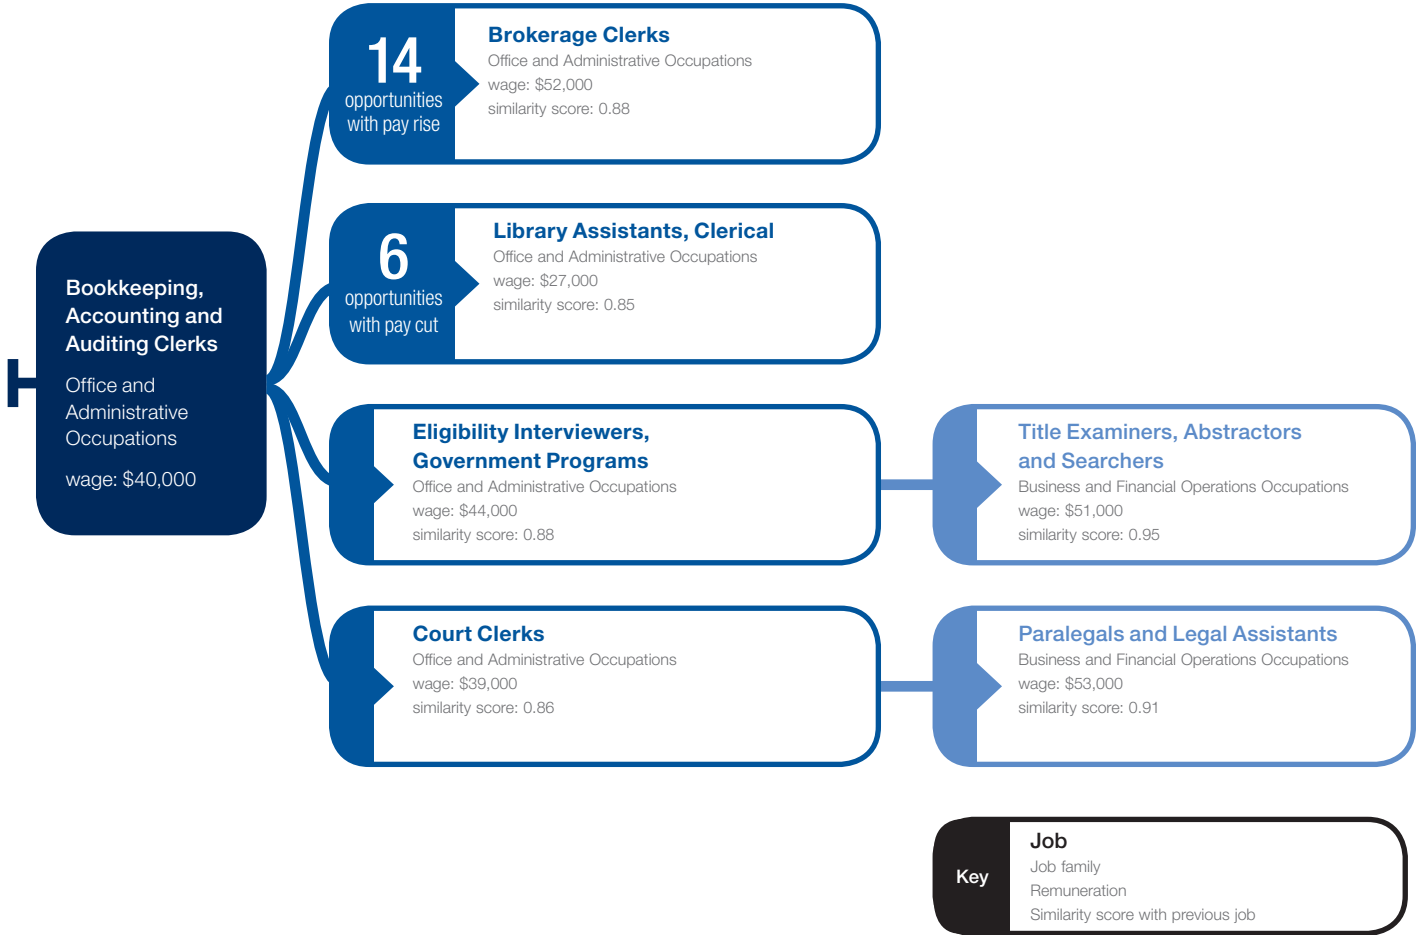 Bookkeeping,
Accounting and
Auditing Clerks
Office and
Administrative
Occupations
wage: $40,000
14
opportunities
with pay rise
Brokerage Clerks
Office and Administrative Occupations
wage: $52,000
similarity score: 0.88
6
opportunities
with pay cut
Library Assistants, Clerical
Office and Administrative Occupations
wage: $27,000
similarity score: 0.85
Eligibility Interviewers,
Government Programs
Office and Administrative Occupations
wage: $44,000
similarity score: 0.88
Title Examiners, Abstractors
and Searchers
Business and Financial Operations Occupations
wage: $51,000
similarity score: 0.95
Court Clerks
Office and Administrative Occupations
wage: $39,000
similarity score: 0.86
Paralegals and Legal Assistants
Business and Financial Operations Occupations
wage: $53,000
similarity score: 0.91
Key
Job
Job family
Remuneration
Similarity score with previous job